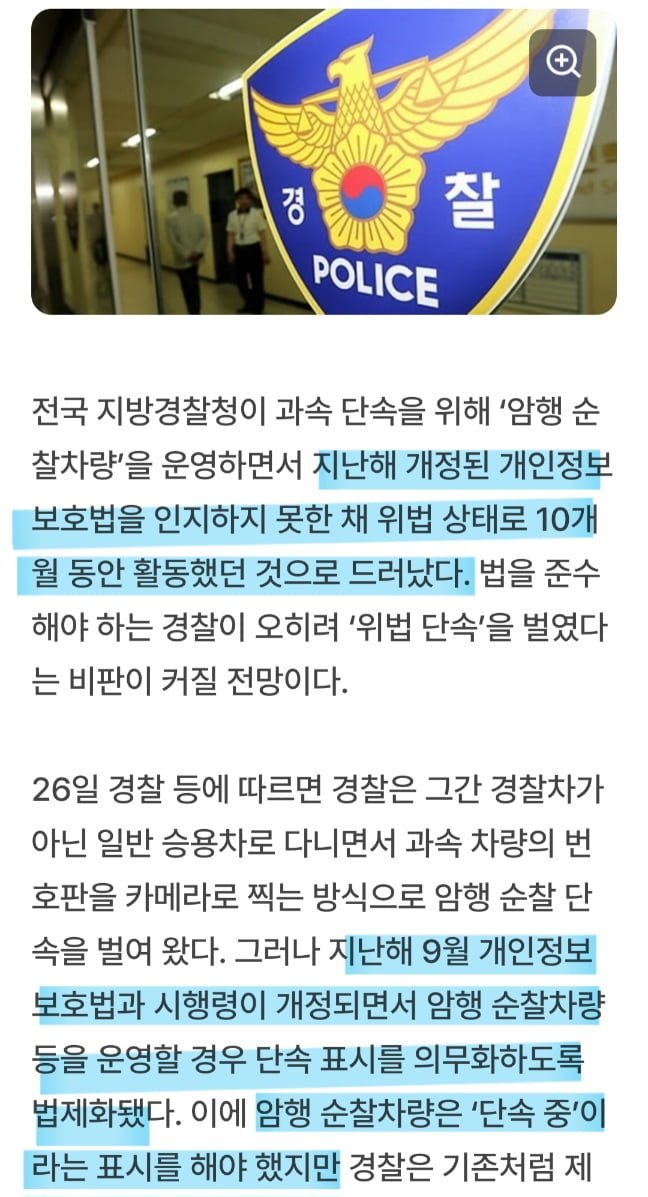 경 찰
POLICE
전국 지방경찰청이 과속 단속을 위해 ‘암행 순
찰차량’을 운영하면서 지난해 개정된 개인정보
보호법을 인지하지 못한 채 위법 상태로 10개
월 동안 활동했던 것으로 드러났다. 법을 준수
해야 하는 경찰이 오히려 ‘위법 단속’을 벌였다
는 비판이 커질 전망이다.
26일 경찰 등에 따르면 경찰은 그간 경찰차가
아닌 일반 승용차로 다니면서 과속 차량의 번
호판을 카메라로 찍는 방식으로 암행 순찰 단
속을 벌여 왔다. 그러나 지난해 9월 개인정보
보호법과 시행령이 개정되면서 암행 순찰차량
등을 운영할 경우 단속 표시를 의무화하도록
법제화됐다. 이에 암행 순찰차량은 ‘단속 중’이
라는 표시를 해야 했지만 경찰은 기존처럼 제